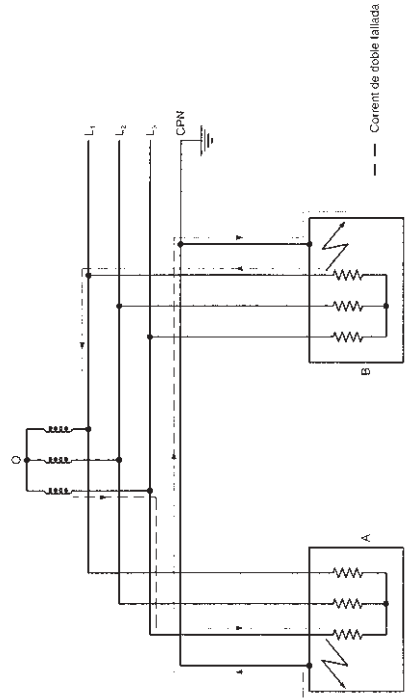 O
L₁
L₂
L₃
CPN
A
B
Corrent de doble fallada